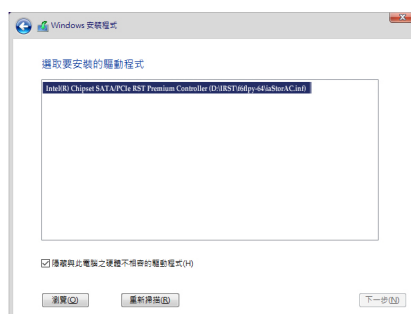 Windows 安裝程式
選取要安裝的驅動程式
Intel(R) Chipset SATA/PCIe RST Premium Controller (D:\IRST\f6flpy-64\iaStorAC.inf)
隱藏與此電腦之硬體不相容的驅動程式(H)
瀏覽(O) 重新掃描(R) 下一步(N)